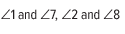 ∠1 and ∠7, ∠2 and ∠8